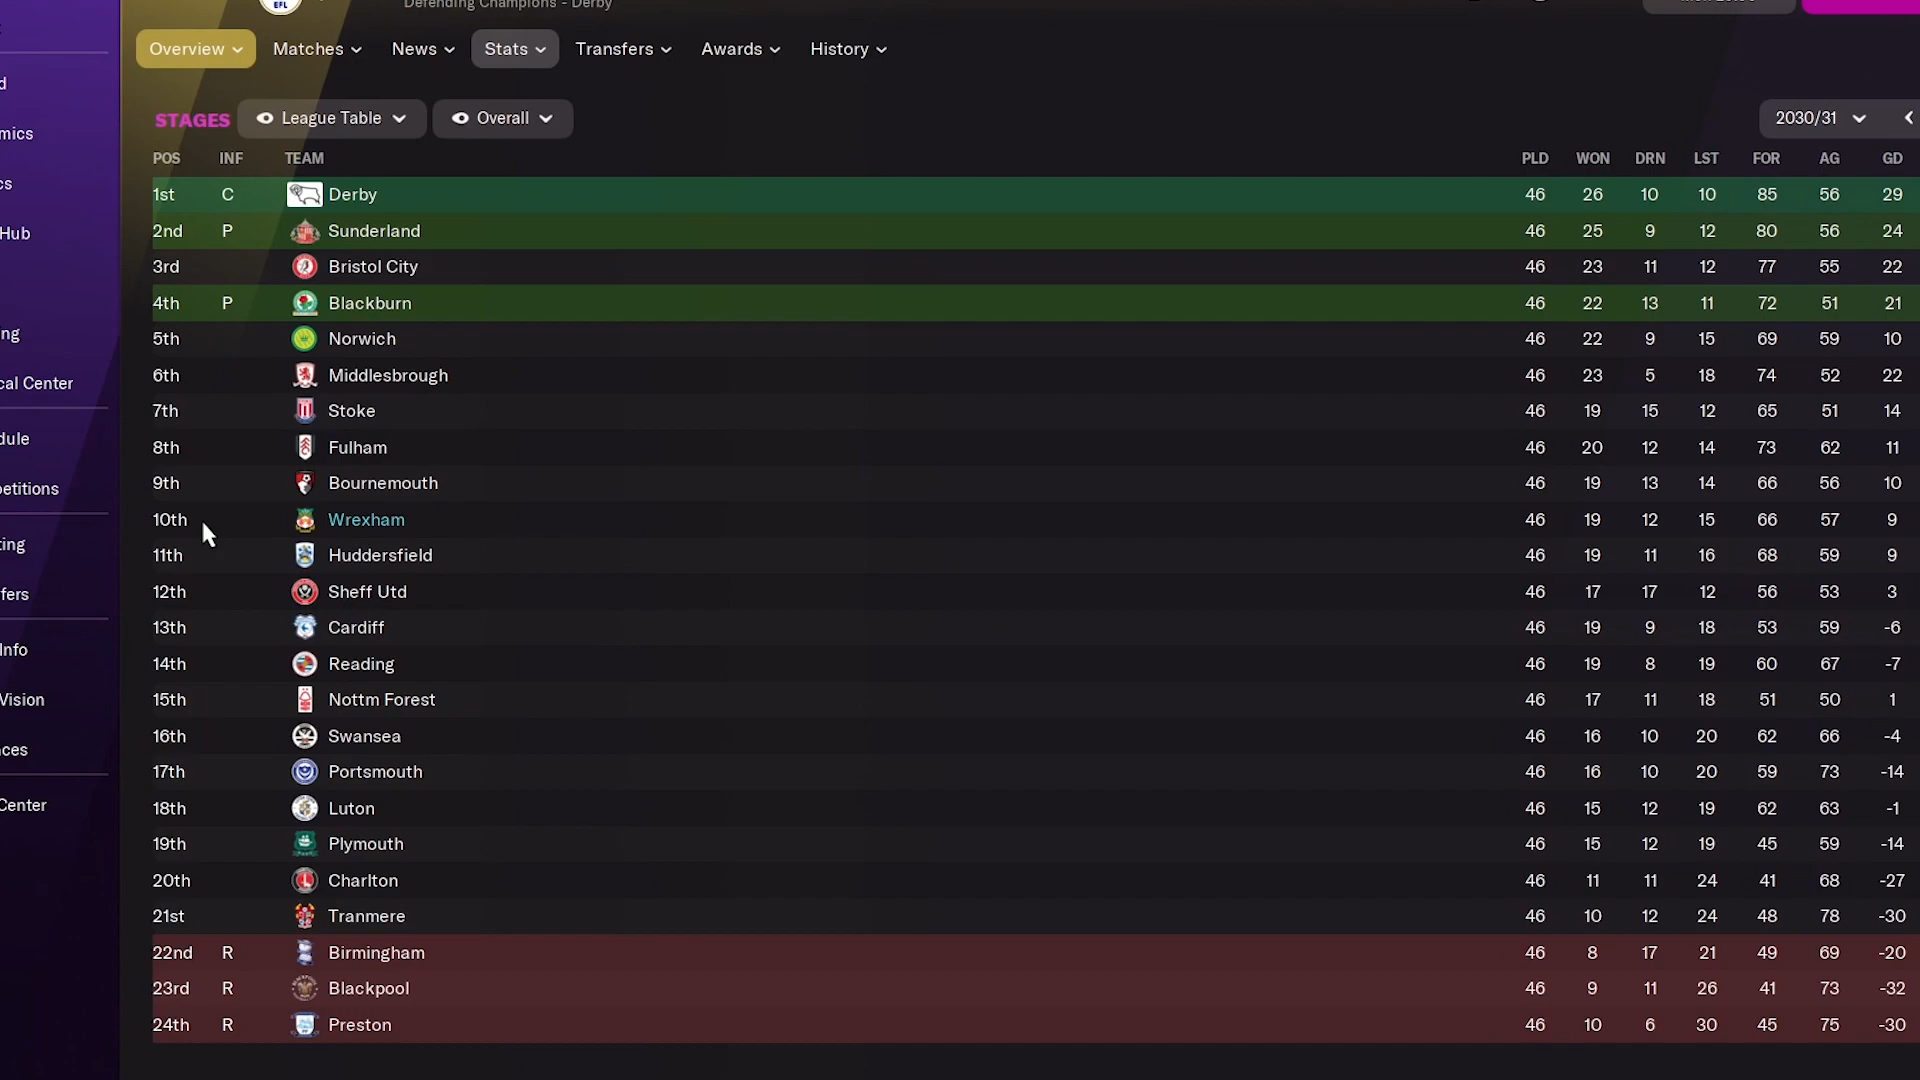 EFL
Defending Champions - Derby
Overview Matches News Stats Transfers Awards History
STAGES League Table Overall 2030/31
POS INF TEAM PLD WON DRN LST FOR AG GD
1st C Derby 46 26 10 10 85 56 29
2nd P Sunderland 46 25 9 12 80 56 24
3rd Bristol City 46 23 11 12 77 55 22
4th P Blackburn 46 22 13 11 72 51 21
5th Norwich 46 22 9 15 69 59 10
6th Middlesbrough 46 23 5 18 74 52 22
7th Stoke 46 19 15 12 65 51 14
8th Fulham 46 20 12 14 73 62 11
9th Bournemouth 46 19 13 14 66 56 10
10th Wrexham 46 19 12 15 66 57 9
11th Huddersfield 46 19 11 16 68 59 9
12th Sheff Utd 46 17 17 12 56 53 3
13th Cardiff 46 19 9 18 53 59 -6
14th Reading 46 19 8 19 60 67 -7
15th Nottm Forest 46 17 11 18 51 50 1
16th Swansea 46 16 10 20 62 66 -4
17th Portsmouth 46 16 10 20 59 73 -14
18th Luton 46 15 12 19 62 63 -1
19th Plymouth 46 15 12 19 45 59 -14
20th Charlton 46 11 11 24 41 68 -27
21st Tranmere 46 10 12 24 48 78 -30
22nd R Birmingham 46 8 17 21 49 69 -20
23rd R Blackpool 46 9 11 26 41 73 -32
24th R Preston 46 10 6 30 45 75 -30
d
mics
cs
Hub
ng
cal Center
dule
petitions
ting
fers
Info
Vision
ces
Center